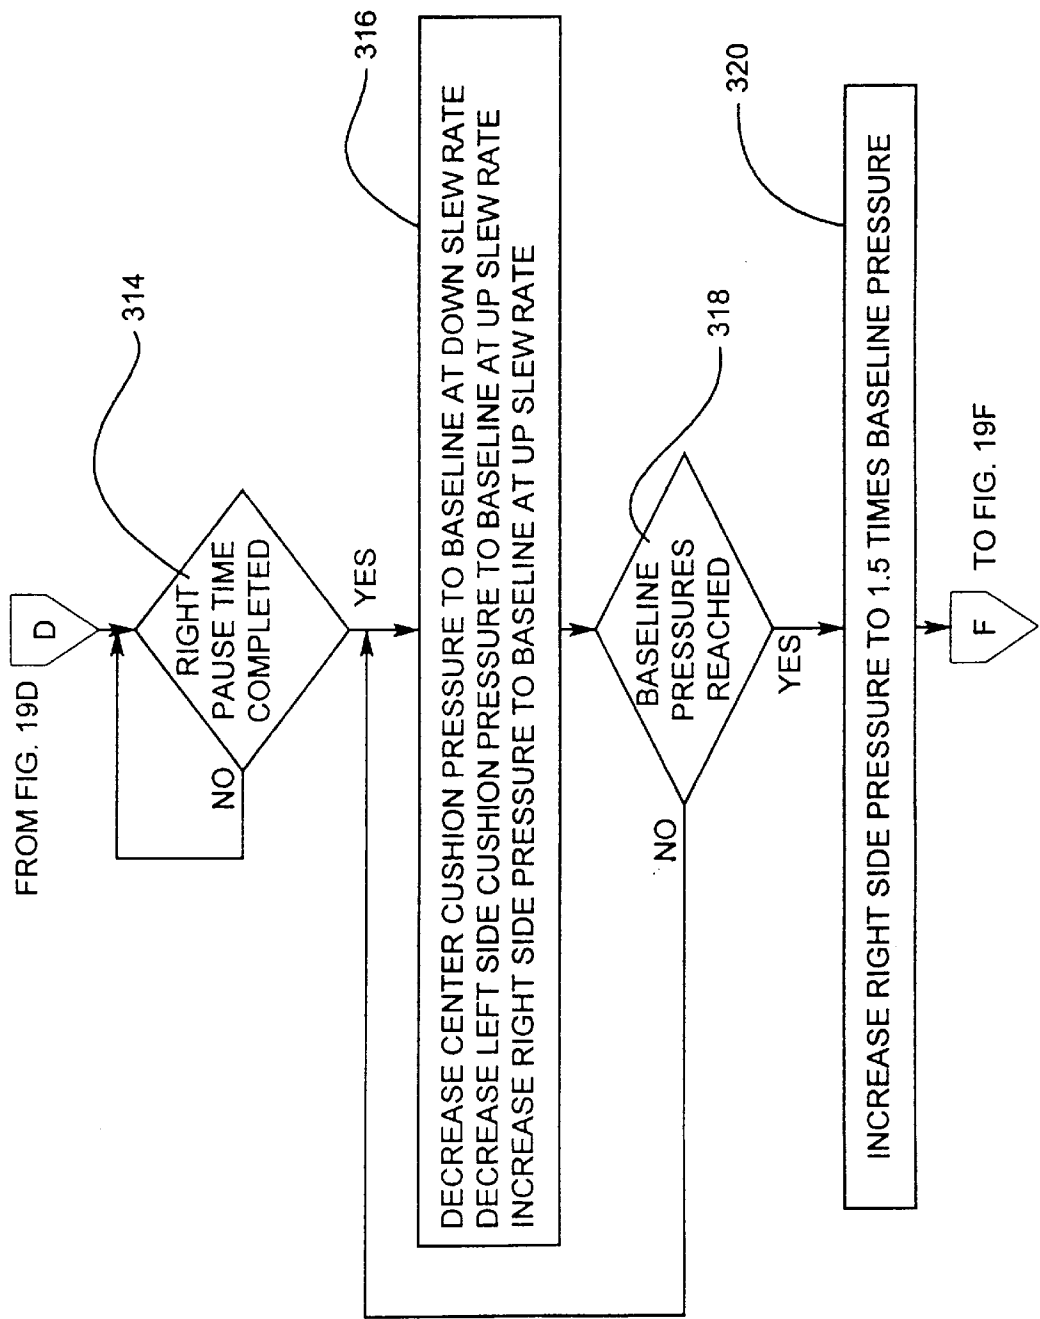 FROM FIG. 19D
D
314
RIGHT
PAUSE TIME
COMPLETED
NO
YES
316
DECREASE CENTER CUSHION PRESSURE TO BASELINE AT DOWN SLEW RATE
DECREASE LEFT SIDE CUSHION PRESSURE TO BASELINE AT UP SLEW RATE
INCREASE RIGHT SIDE PRESSURE TO BASELINE AT UP SLEW RATE
318
BASELINE
PRESSURES
REACHED
NO
YES
320
INCREASE RIGHT SIDE PRESSURE TO 1.5 TIMES BASELINE PRESSURE
F
TO FIG. 19F